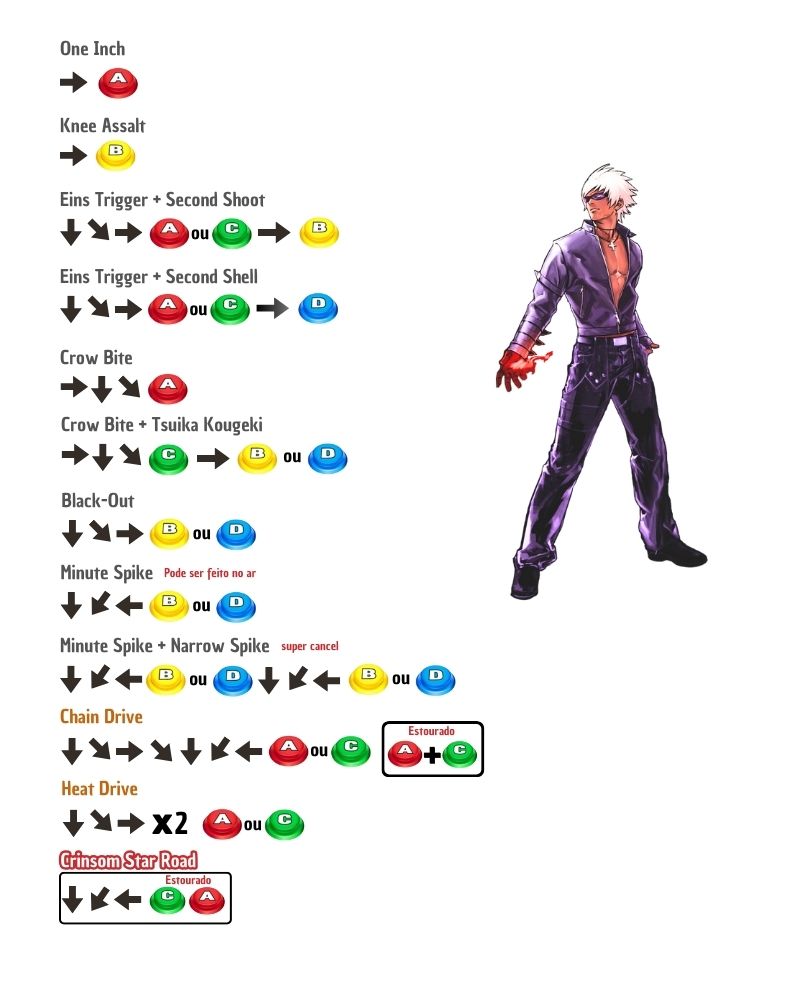 One Inch
A
Knee Assalt
B
Eins Trigger + Second Shoot
A ou C B
Eins Trigger + Second Shell
A ou C D
Crow Bite
A
Crow Bite + Tsuika Kougeki
C B ou D
Black-Out
B ou D
Minute Spike Pode ser feito no ar
B ou D
Minute Spike + Narrow Spike super cancel
B ou D B ou D
Chain Drive
Estourado
A ou C A + C
Heat Drive
x2 A ou C
Crinsom Star Road
Estourado
C A